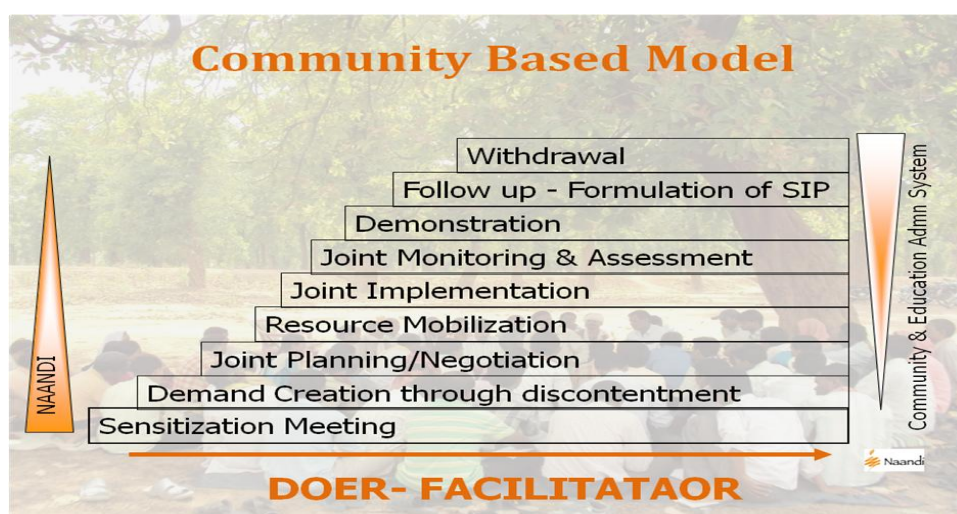 Community Based Model
Withdrawal
Follow up - Formulation of SIP
Demonstration
Joint Monitoring & Assessment
Joint Implementation
Resource Mobilization
Joint Planning/Negotiation
Demand Creation through discontentment
Sensitization Meeting
NAANDI
Community & Education Admn System
Naandi
DOER- FACILITATAOR